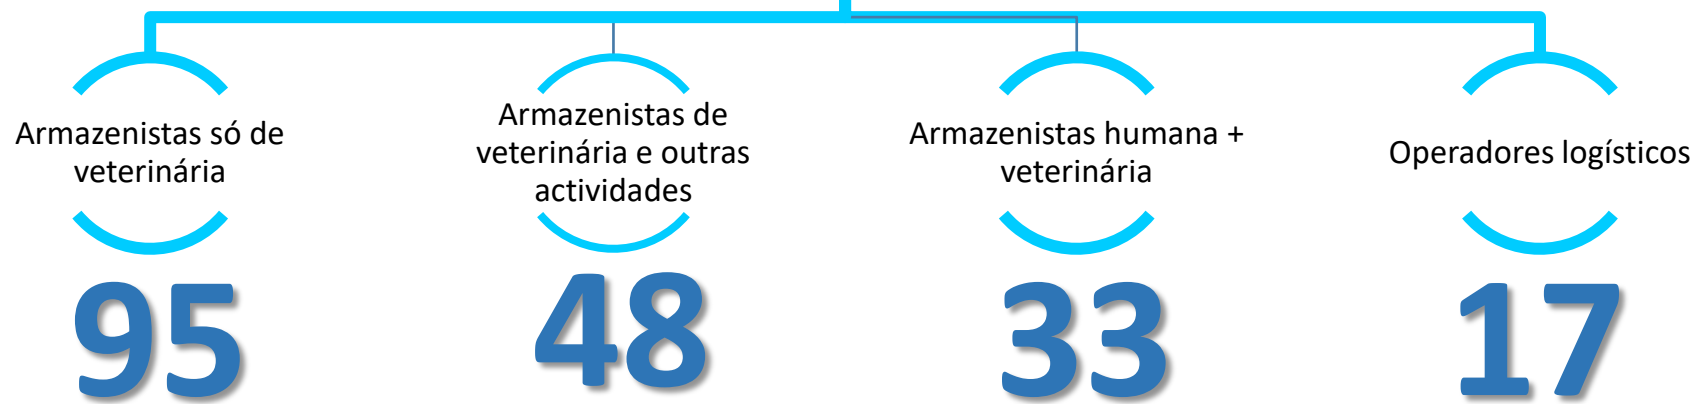 Armazenistas só de
veterinária
95
Armazenistas de
veterinária e outras
actividades
48
Armazenistas humana +
veterinária
33
Operadores logísticos
17